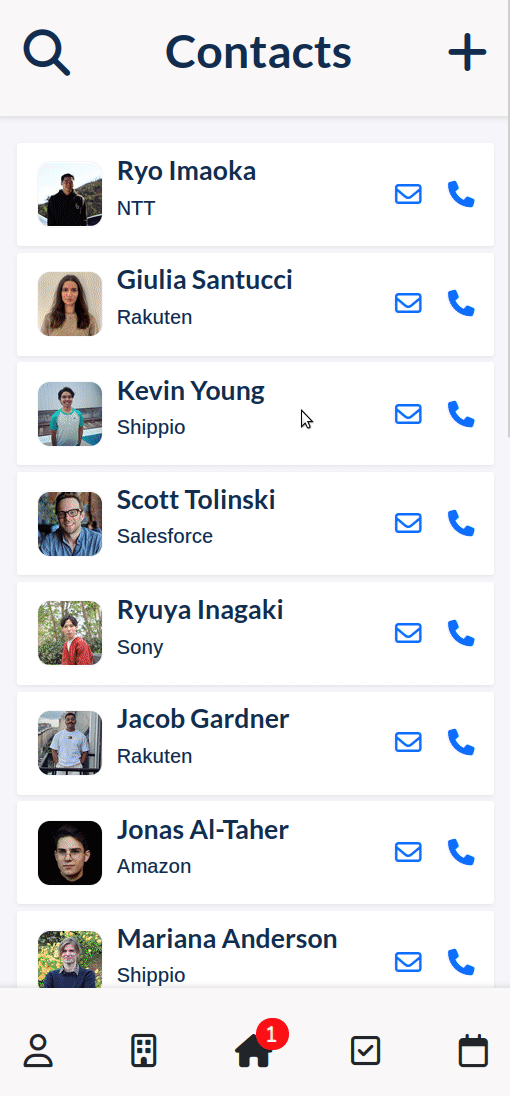 Contacts
Ryo Imaoka
NTT
Giulia Santucci
Rakuten
Kevin Young
Shippio
Scott Tolinski
Salesforce
Ryuya Inagaki
Sony
Jacob Gardner
Rakuten
Jonas Al-Taher
Amazon
Mariana Anderson
Shippio
1